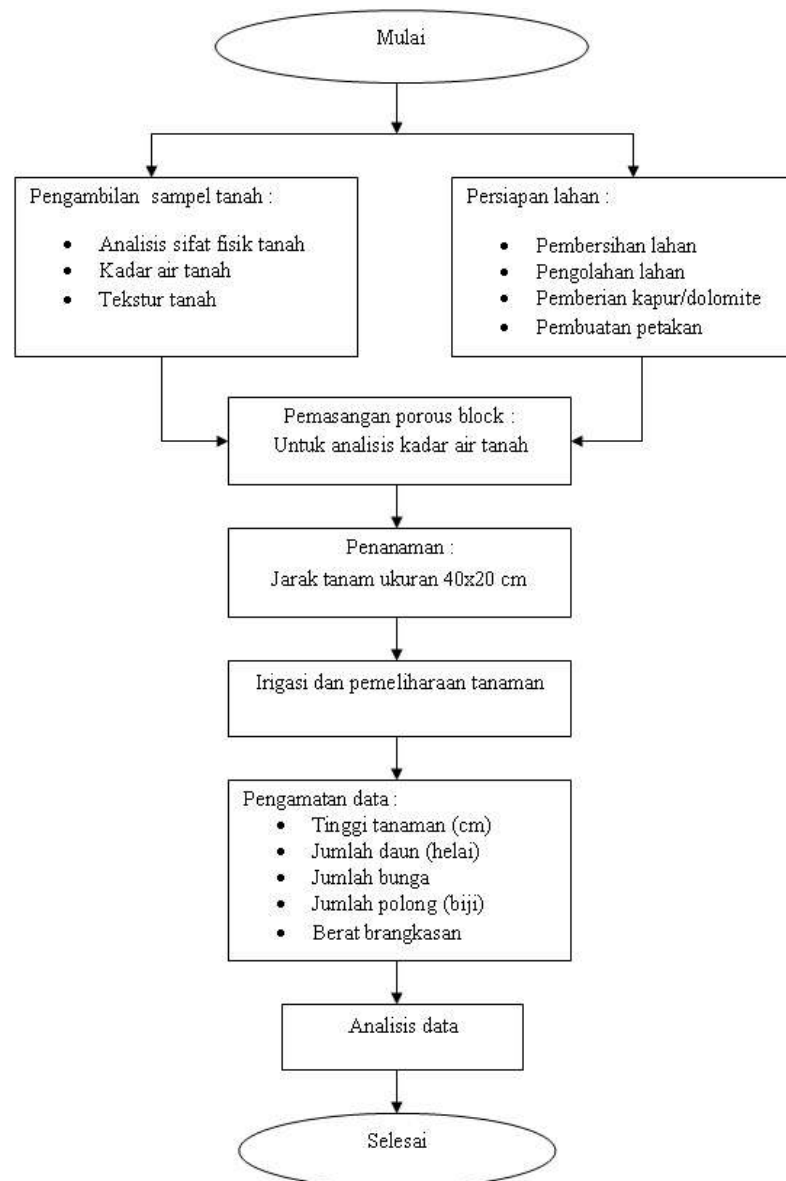 Mulai
Pengambilan sampel tanah :
• Analisis sifat fisik tanah
• Kadar air tanah
• Tekstur tanah
Persiapan lahan :
• Pembersihan lahan
• Pengolahan lahan
• Pemberian kapur/dolomite
• Pembuatan petakan
Pemasangan porous block :
Untuk analisis kadar air tanah
Penanaman :
Jarak tanam ukuran 40x20 cm
Irigasi dan pemeliharaan tanaman
Pengamatan data :
• Tinggi tanaman (cm)
• Jumlah daun (helai)
• Jumlah bunga
• Jumlah polong (biji)
• Berat brangkasan
Analisis data
Selesai